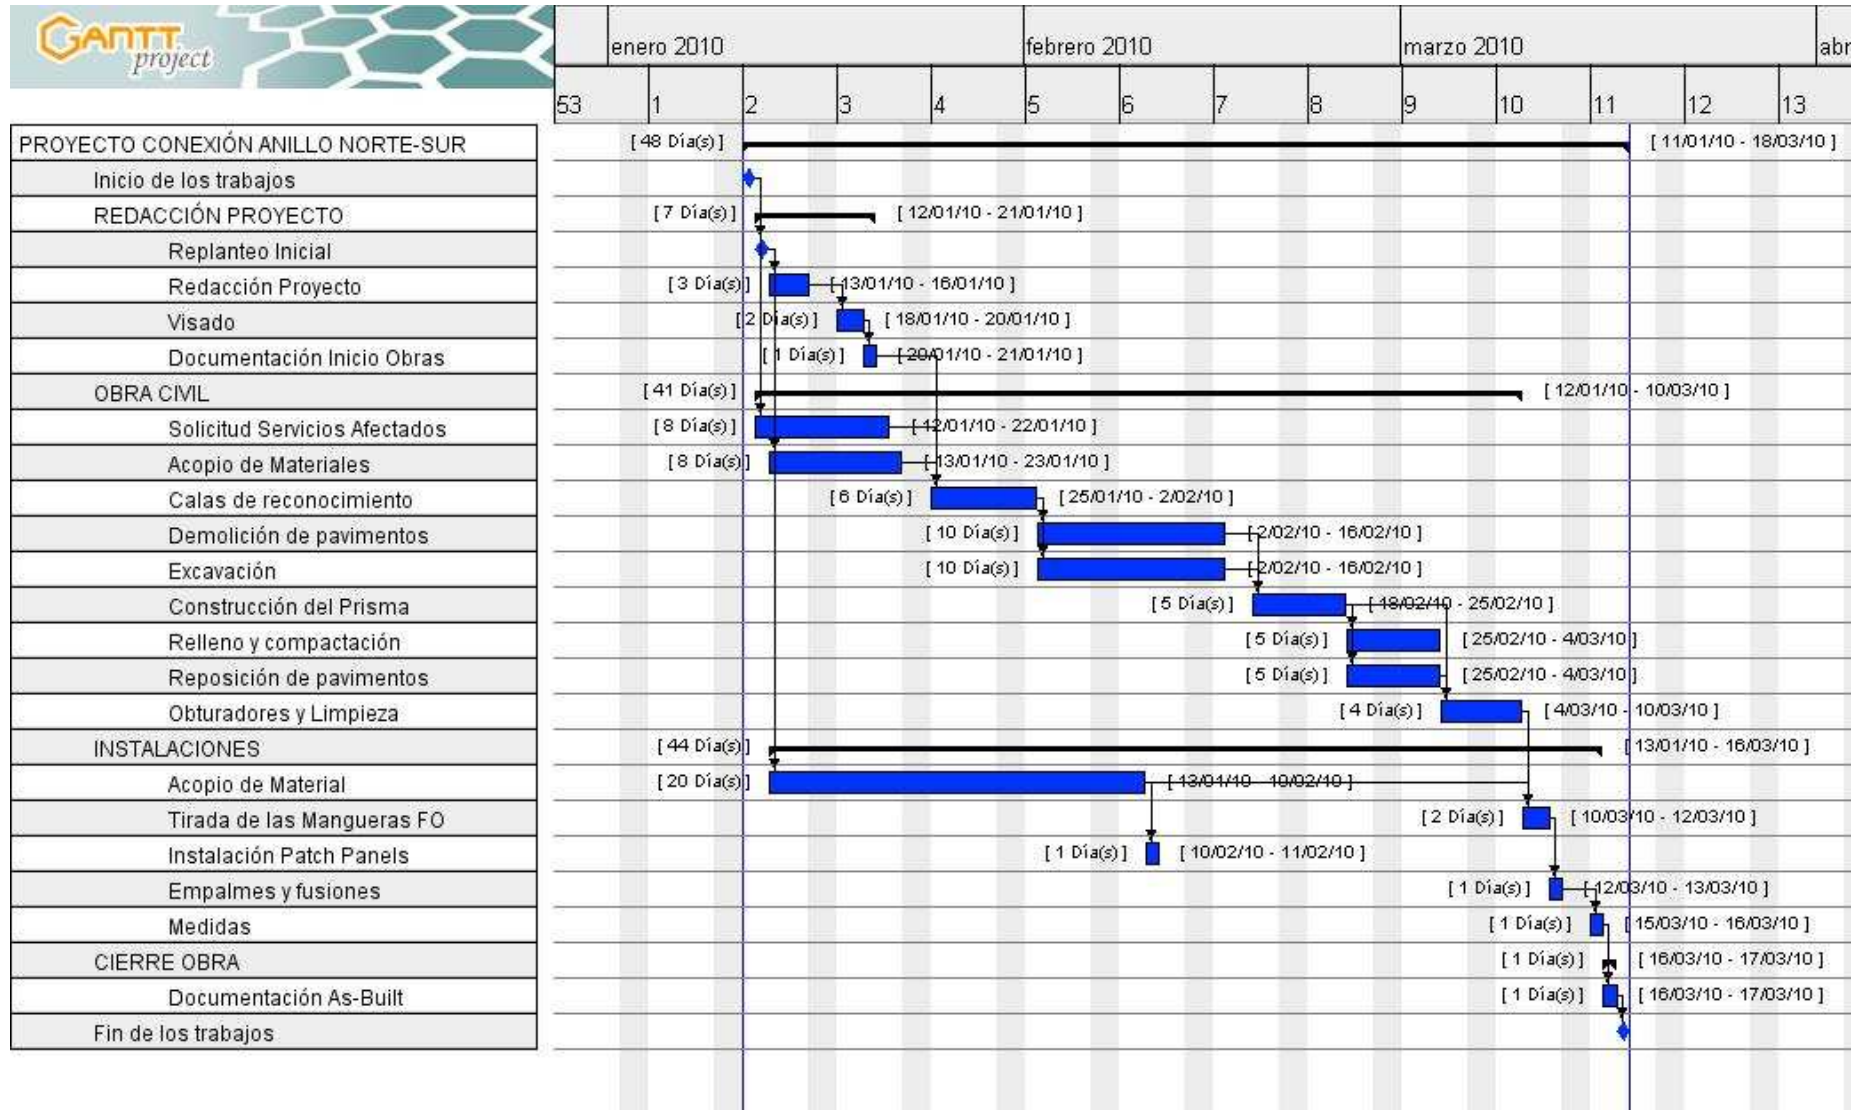 GANTT
project
enero 2010 febrero 2010 marzo 2010 abr
53 1 2 3 4 5 6 7 8 9 10 11 12 13
PROYECTO CONEXIÓN ANILLO NORTE-SUR [ 48 Día(s) ] [ 11/01/10 - 18/03/10 ]
Inicio de los trabajos
REDACCIÓN PROYECTO [ 7 Día(s) ] [ 12/01/10 - 21/01/10 ]
Replanteo Inicial
Redacción Proyecto [ 3 Día(s) ] [ 13/01/10 - 16/01/10 ]
Visado [ 2 Día(s) ] [ 18/01/10 - 20/01/10 ]
Documentación Inicio Obras [ 1 Día(s) ] [ 20/01/10 - 21/01/10 ]
OBRA CIVIL [ 41 Día(s) ] [ 12/01/10 - 10/03/10 ]
Solicitud Servicios Afectados [ 8 Día(s) ] [ 12/01/10 - 22/01/10 ]
Acopio de Materiales [ 8 Día(s) ] [ 13/01/10 - 23/01/10 ]
Calas de reconocimiento [ 6 Día(s) ] [ 25/01/10 - 2/02/10 ]
Demolición de pavimentos [ 10 Día(s) ] [ 2/02/10 - 16/02/10 ]
Excavación [ 10 Día(s) ] [ 2/02/10 - 16/02/10 ]
Construcción del Prisma [ 5 Día(s) ] [ 18/02/10 - 25/02/10 ]
Relleno y compactación [ 5 Día(s) ] [ 25/02/10 - 4/03/10 ]
Reposición de pavimentos [ 5 Día(s) ] [ 25/02/10 - 4/03/10 ]
Obturadores y Limpieza [ 4 Día(s) ] [ 4/03/10 - 10/03/10 ]
INSTALACIONES [ 44 Día(s) ] [ 13/01/10 - 16/03/10 ]
Acopio de Material [ 20 Día(s) ] [ 13/01/10 - 10/02/10 ]
Tirada de las Mangueras FO [ 2 Día(s) ] [ 10/03/10 - 12/03/10 ]
Instalación Patch Panels [ 1 Día(s) ] [ 10/02/10 - 11/02/10 ]
Empalmes y fusiones [ 1 Día(s) ] [ 12/03/10 - 13/03/10 ]
Medidas [ 1 Día(s) ] [ 15/03/10 - 16/03/10 ]
CIERRE OBRA [ 1 Día(s) ] [ 16/03/10 - 17/03/10 ]
Documentación As-Built [ 1 Día(s) ] [ 16/03/10 - 17/03/10 ]
Fin de los trabajos